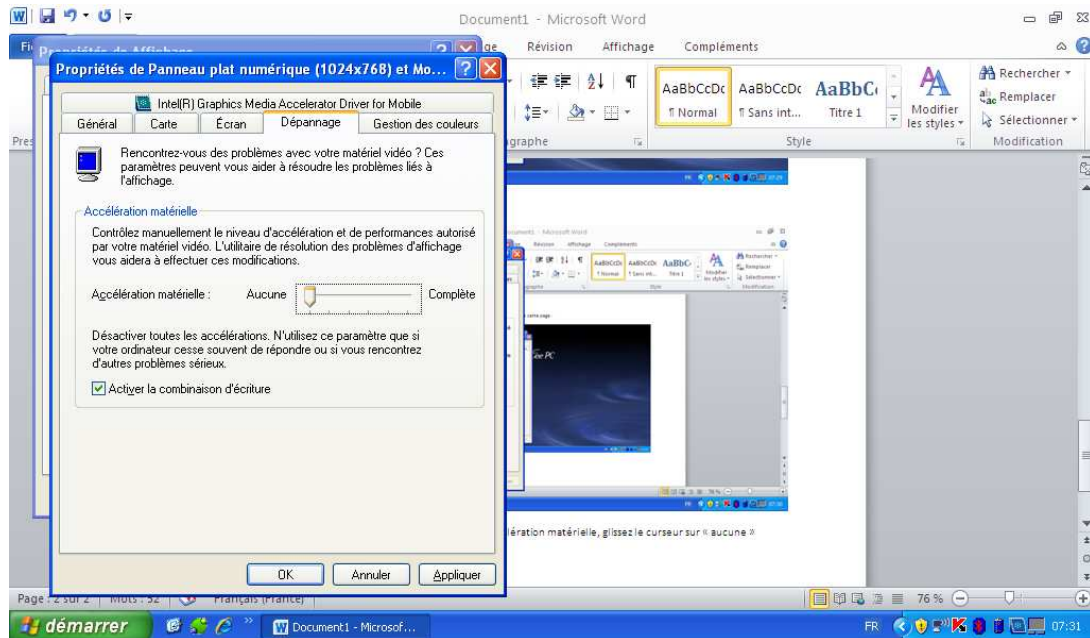 Document1 - Microsoft Word
Propriétés de Affichage
ge Révision Affichage Compléments
Propriétés de Panneau plat numérique (1024x768) et Mo...
Intel(R) Graphics Media Accelerator Driver for Mobile
Général Carte Écran Dépannage Gestion des couleurs
Rencontrez-vous des problèmes avec votre matériel vidéo ? Ces
paramètres peuvent vous aider à résoudre les problèmes liés à
l'affichage.
Accélération matérielle
Contrôlez manuellement le niveau d'accélération et de performances autorisé
par votre matériel vidéo. L'utilitaire de résolution des problèmes d'affichage
vous aidera à effectuer ces modifications.
Accélération matérielle : Aucune Complète
Désactiver toutes les accélérations. N'utilisez ce paramètre que si
votre ordinateur cesse souvent de répondre ou si vous rencontrez
d'autres problèmes sérieux.
Activer la combinaison d'écriture
OK Annuler Appliquer
AaBbCcDc AaBbCcDc AaBbC
¶ Normal ¶ Sans int... Titre 1
Modifier
les styles
Rechercher
Remplacer
Sélectionner
agraphe Style Modification
Eee PC
lération matérielle, glissez le curseur sur « aucune »
Page : 2 sur 2 Mots : 52 Français (France)
76 %
démarrer
Document1 - Microsof...
FR
07:31